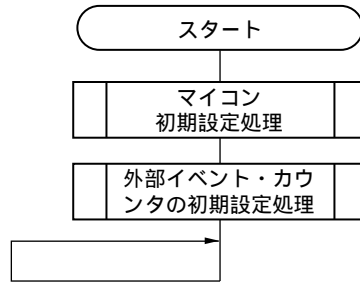 スタート
マイコン
初期設定処理
外部イベント・カウ
ンタの初期設定処理